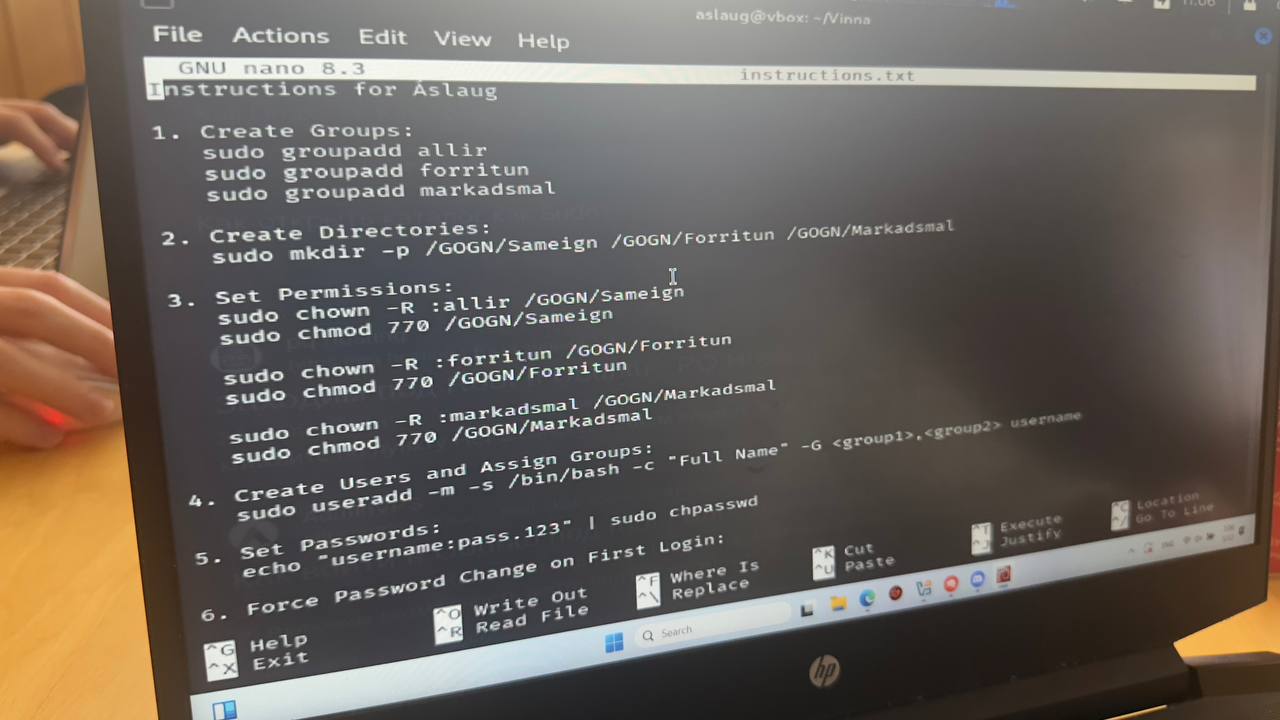 aslaug@vbox: ~/Vinna
File Actions Edit View Help
GNU nano 8.3 instructions.txt
Instructions for Áslaug
1. Create Groups:
sudo groupadd allir
sudo groupadd forritun
sudo groupadd markadsmal
2. Create Directories:
sudo mkdir -p /GOGN/Sameign /GOGN/Forritun /GOGN/Markadsmal
3. Set Permissions:
sudo chown -R :allir /GOGN/Sameign
sudo chmod 770 /GOGN/Sameign
sudo chown -R :forritun /GOGN/Forritun
sudo chmod 770 /GOGN/Forritun
sudo chown -R :markadsmal /GOGN/Markadsmal
sudo chmod 770 /GOGN/Markadsmal
4. Create Users and Assign Groups:
sudo useradd -m -s /bin/bash -c "Full Name" -G <group1>,<group2> username
5. Set Passwords:
echo "username:pass.123" | sudo chpasswd
6. Force Password Change on First Login:
^G Help ^O Write Out ^F Where Is ^K Cut ^T Execute ^C Location
^X Exit ^R Read File ^\ Replace ^U Paste ^J Justify ^/ Go To Line
Search
hp